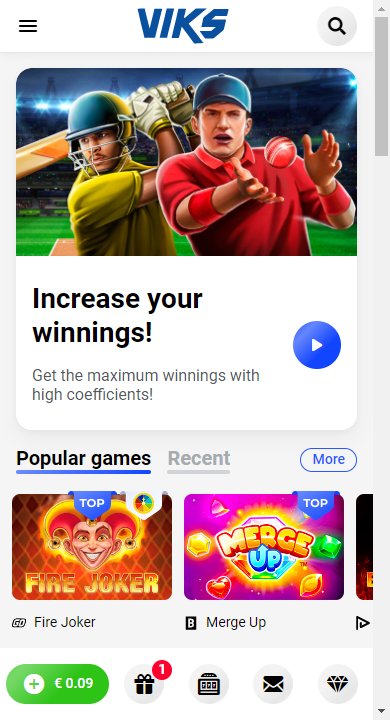 VIKS
Increase your
winnings!
Get the maximum winnings with
high coefficients!
Popular games
Recent
More
TOP
TOP
FIRE JOKER
MERGE
UP
TM
Fire Joker
Merge Up
€ 0.09
1